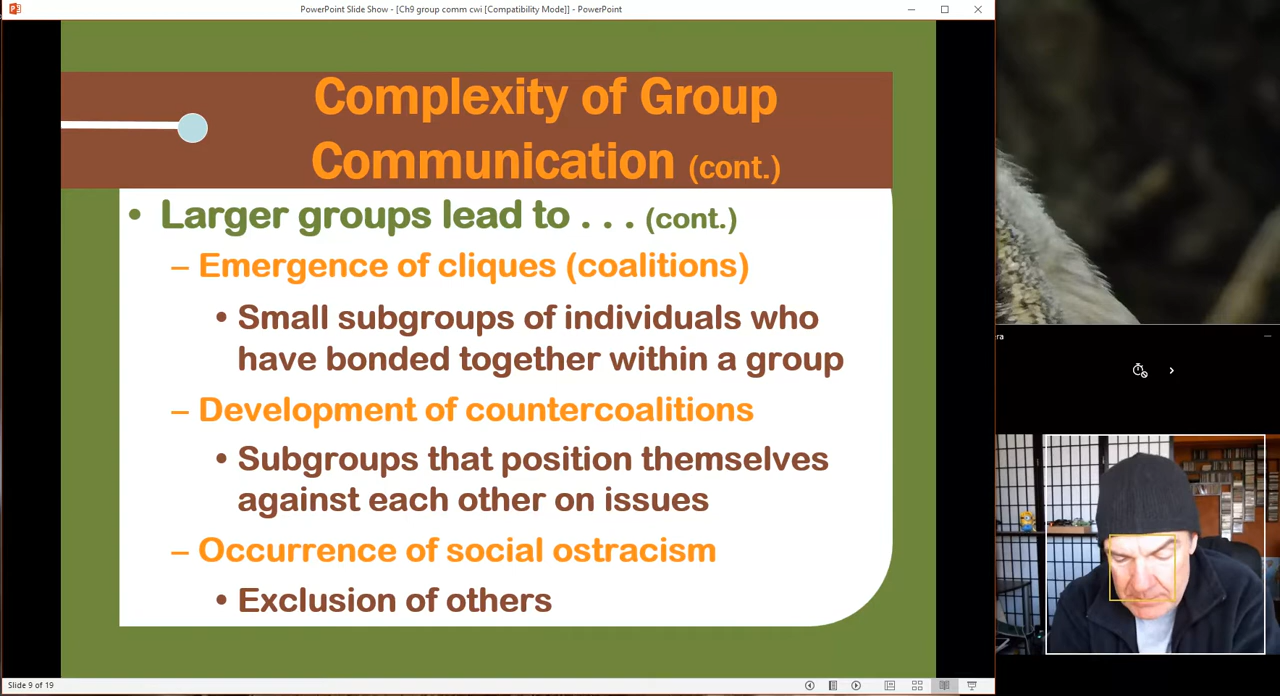 PowerPoint Slide Show - [Ch9 group comm cwi [Compatibility Mode]] - PowerPoint
Complexity of Group
Communication (cont.)
• Larger groups lead to . . . (cont.)
– Emergence of cliques (coalitions)
• Small subgroups of individuals who
have bonded together within a group
– Development of countercoalitions
• Subgroups that position themselves
against each other on issues
– Occurrence of social ostracism
• Exclusion of others
Slide 9 of 19
ra